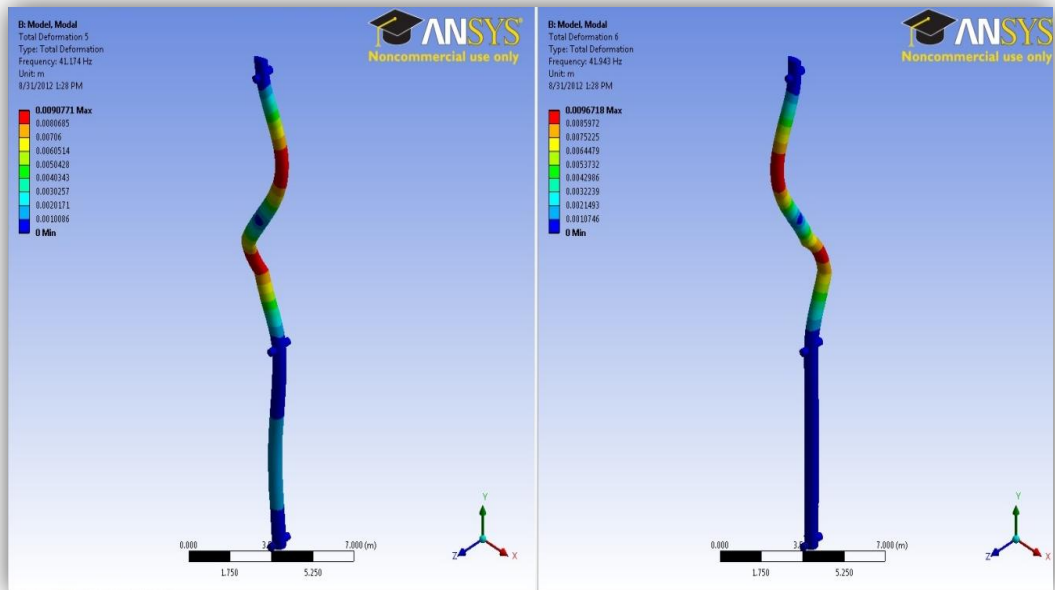 B: Model, Modal
Total Deformation 5
Type: Total Deformation
Frequency: 41.174 Hz
Unit: m
8/31/2012 1:28 PM
0.0090771 Max
0.0080685
0.00706
0.0060514
0.0050428
0.0040343
0.0030257
0.0020171
0.0010086
0 Min
ANSYS
Noncommercial use only
0.000
7.000 (m)
1.750
5.250
Y
Z
X
B: Model, Modal
Total Deformation 6
Type: Total Deformation
Frequency: 41.943 Hz
Unit: m
8/31/2012 1:28 PM
0.0096718 Max
0.0085972
0.0075225
0.0064479
0.0053732
0.0042986
0.0032239
0.0021493
0.0010746
0 Min
ANSYS
Noncommercial use only
0.000
7.000 (m)
1.750
5.250
Y
Z
X